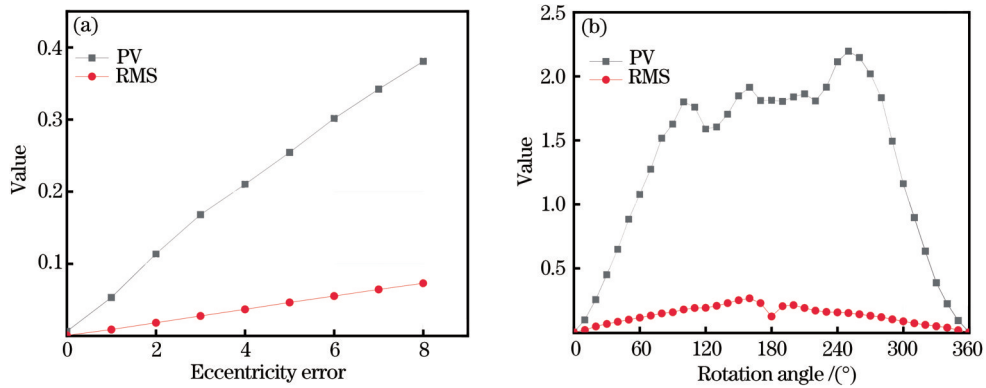 (a)
PV
RMS
0.4
0.3
0.2
0.1
Value
0 2 4 6 8
Eccentricity error
(b)
PV
RMS
2.5
2.0
1.5
1.0
0.5
Value
0 60 120 180 240 300 360
Rotation angle /(°)